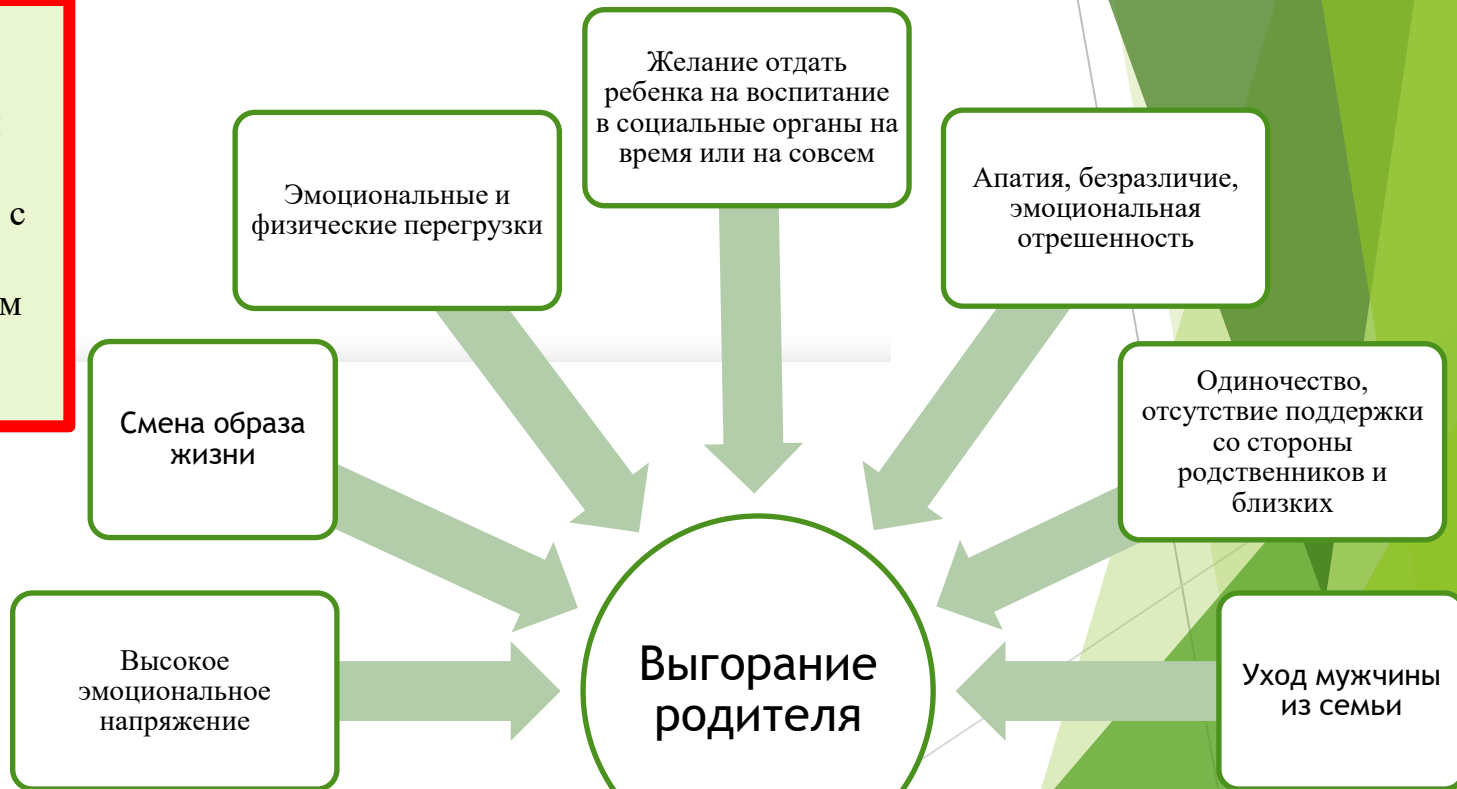 с
м
Желание отдать
ребенка на воспитание
в социальные органы на
время или на совсем
Эмоциональные и
физические перегрузки
Апатия, безразличие,
эмоциональная
отрешенность
Смена образа
жизни
Одиночество,
отсутствие поддержки
со стороны
родственников и
близких
Высокое
эмоциональное
напряжение
Выгорание
родителя
Уход мужчины
из семьи